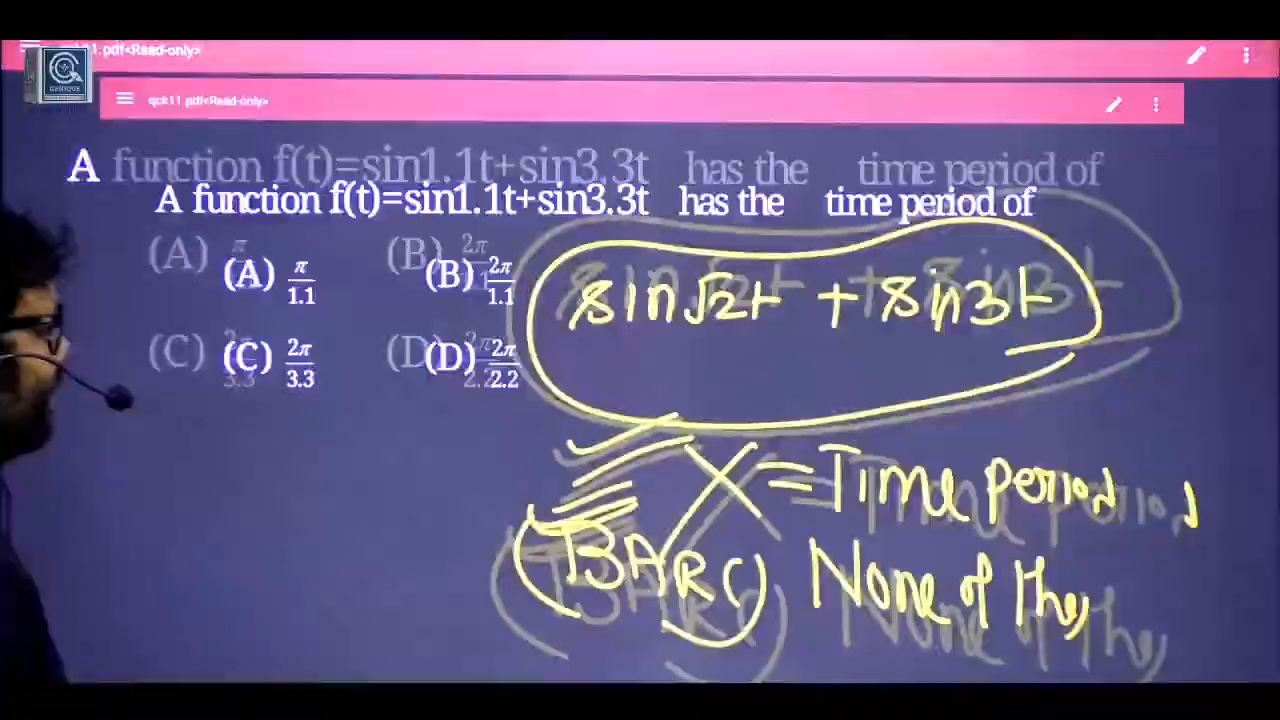 qck11.pdf<Read-only>
A function f(t)=sin1.1t+sin3.3t has the time period of
(A) π/1.1 (B) 2π/1.1
(C) 2π/3.3 (D) 2π/2.2
sin√2t + sin3t
= Time period
(BARC) None of the,